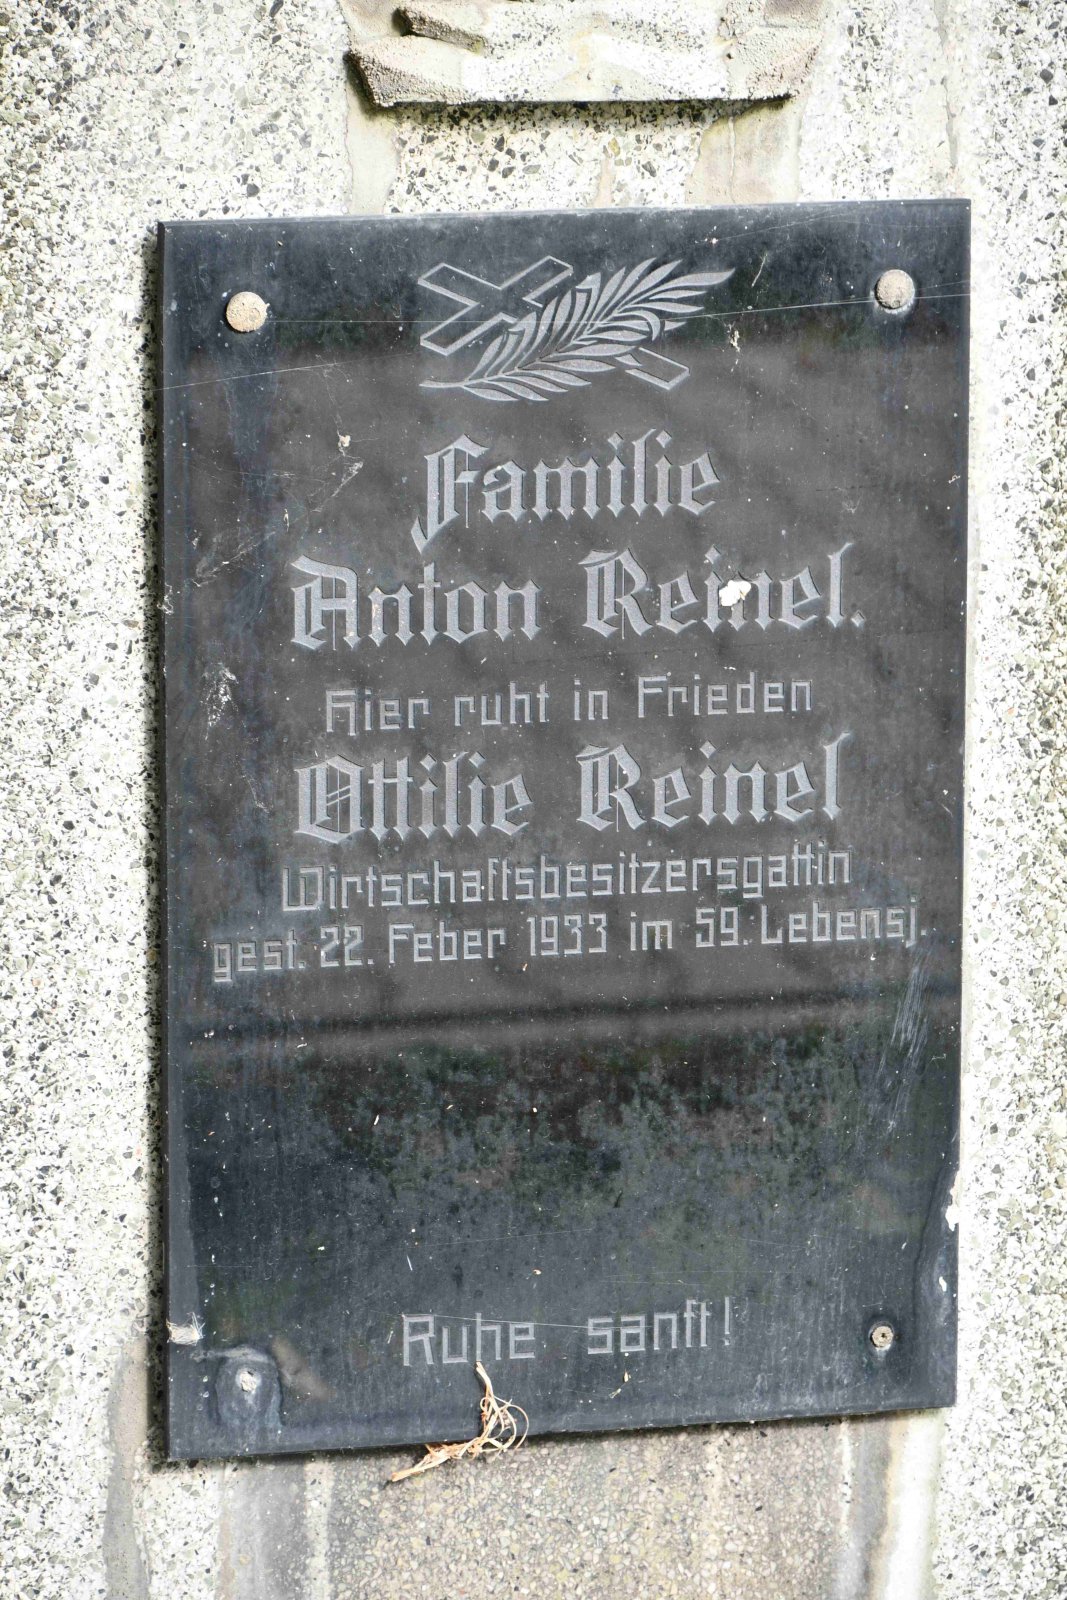 Familie
Anton Reinel.
Hier ruht in Frieden
Ottilie Reinel
Wirtschaftsbesitzersgattin
gest. 22. Feber 1933 im 59. Lebensj.
Ruhe sanft!